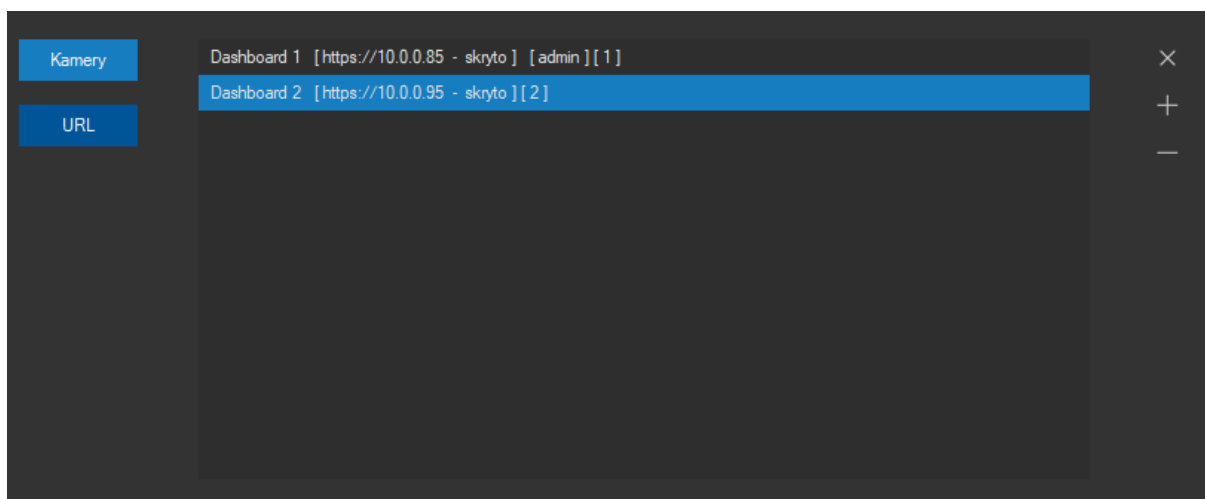 Kamery
URL
Dashboard 1 [ https://10.0.0.85 - skryto ] [ admin ] [ 1 ]
Dashboard 2 [ https://10.0.0.95 - skryto ] [ 2 ]